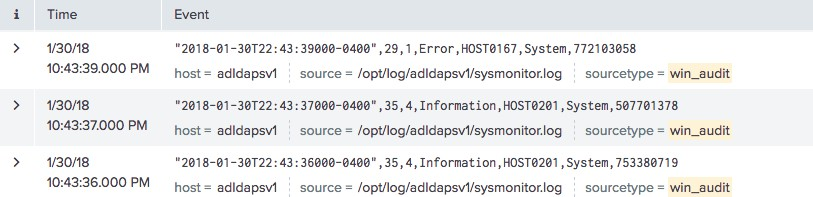 i Time Event
> 1/30/18 "2018-01-30T22:43:39000-0400",29,1,Error,HOST0167,System,772103058
10:43:39.000 PM host = adldapsv1 source = /opt/log/adldapsv1/sysmonitor.log sourcetype = win_audit
> 1/30/18 "2018-01-30T22:43:37000-0400",35,4,Information,HOST0201,System,507701378
10:43:37.000 PM host = adldapsv1 source = /opt/log/adldapsv1/sysmonitor.log sourcetype = win_audit
> 1/30/18 "2018-01-30T22:43:36000-0400",35,4,Information,HOST0201,System,753380719
10:43:36.000 PM host = adldapsv1 source = /opt/log/adldapsv1/sysmonitor.log sourcetype = win_audit